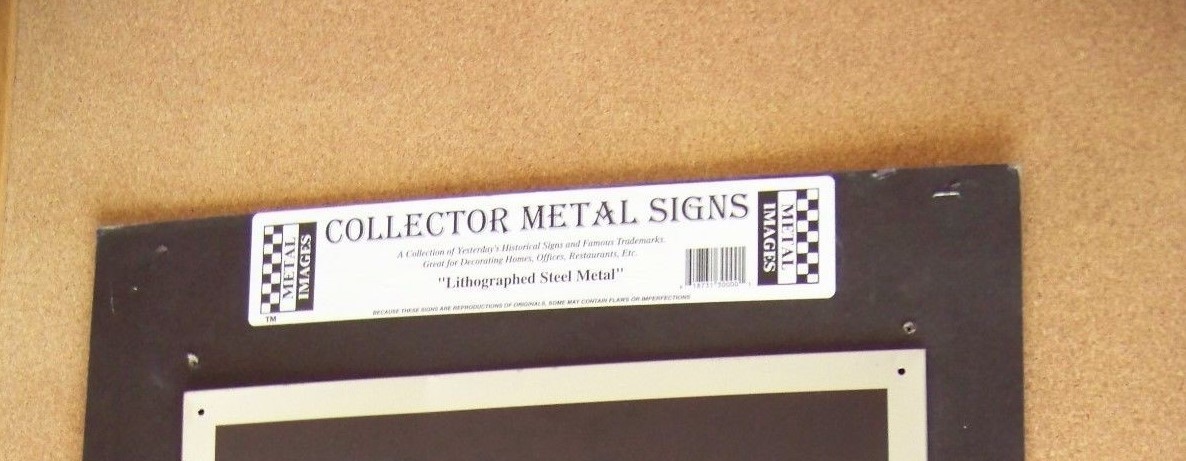 METAL IMAGES
TM
COLLECTOR METAL SIGNS
A Collection of Yesterday's Historical Signs and Famous Trademarks.
Great for Decorating Homes, Offices, Restaurants, Etc.
"Lithographed Steel Metal"
BECAUSE THESE SIGNS ARE REPRODUCTIONS OF ORIGINALS, SOME MAY CONTAIN FLAWS OR IMPERFECTIONS
METAL IMAGES